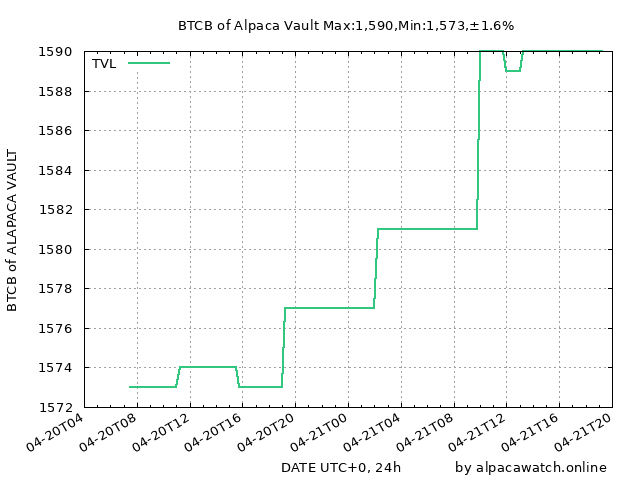 BTCB of Alpaca Vault Max:1,590,Min:1,573,±1.6%
TVL
1590
1588
1586
1584
1582
1580
1578
1576
1574
1572
BTCB of ALAPACA VAULT
04-20T04
04-20T08
04-20T12
04-20T16
04-20T20
04-21T00
04-21T04
04-21T08
04-21T12
04-21T16
04-21T20
DATE UTC+0, 24h
by alpacawatch.online